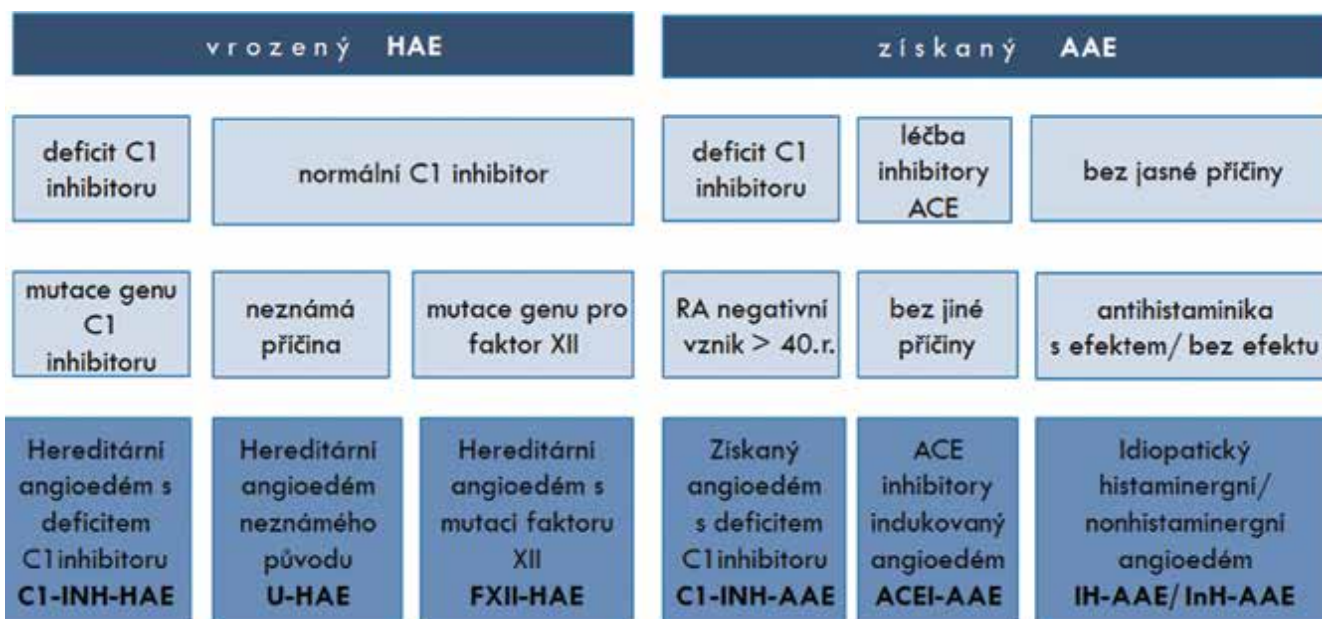 vrozený HAE
získaný AAE
deficit C1
inhibitoru
normální C1 inhibitor
deficit C1
inhibitoru
léčba
inhibitory
ACE
bez jasné příčiny
mutace genu
C1
inhibitoru
neznámá
příčina
mutace genu pro
faktor XII
RA negativní
vznik > 40.r.
bez jiné
příčiny
antihistaminika
s efektem/ bez efektu
Hereditární
angioedém s
deficitem
C1inhibitoru
C1-INH-HAE
Hereditární
angioedém
neznámého
původu
U-HAE
Hereditární
angioedém s
mutací faktoru
XII
FXII-HAE
Získaný
angioedém
s deficitem
C1inhibitoru
C1-INH-AAE
ACE
inhibitory
indukovaný
angioedém
ACEI-AAE
Idiopatický
histaminergní/
nonhistaminergní
angioedém
IH-AAE/ InH-AAE